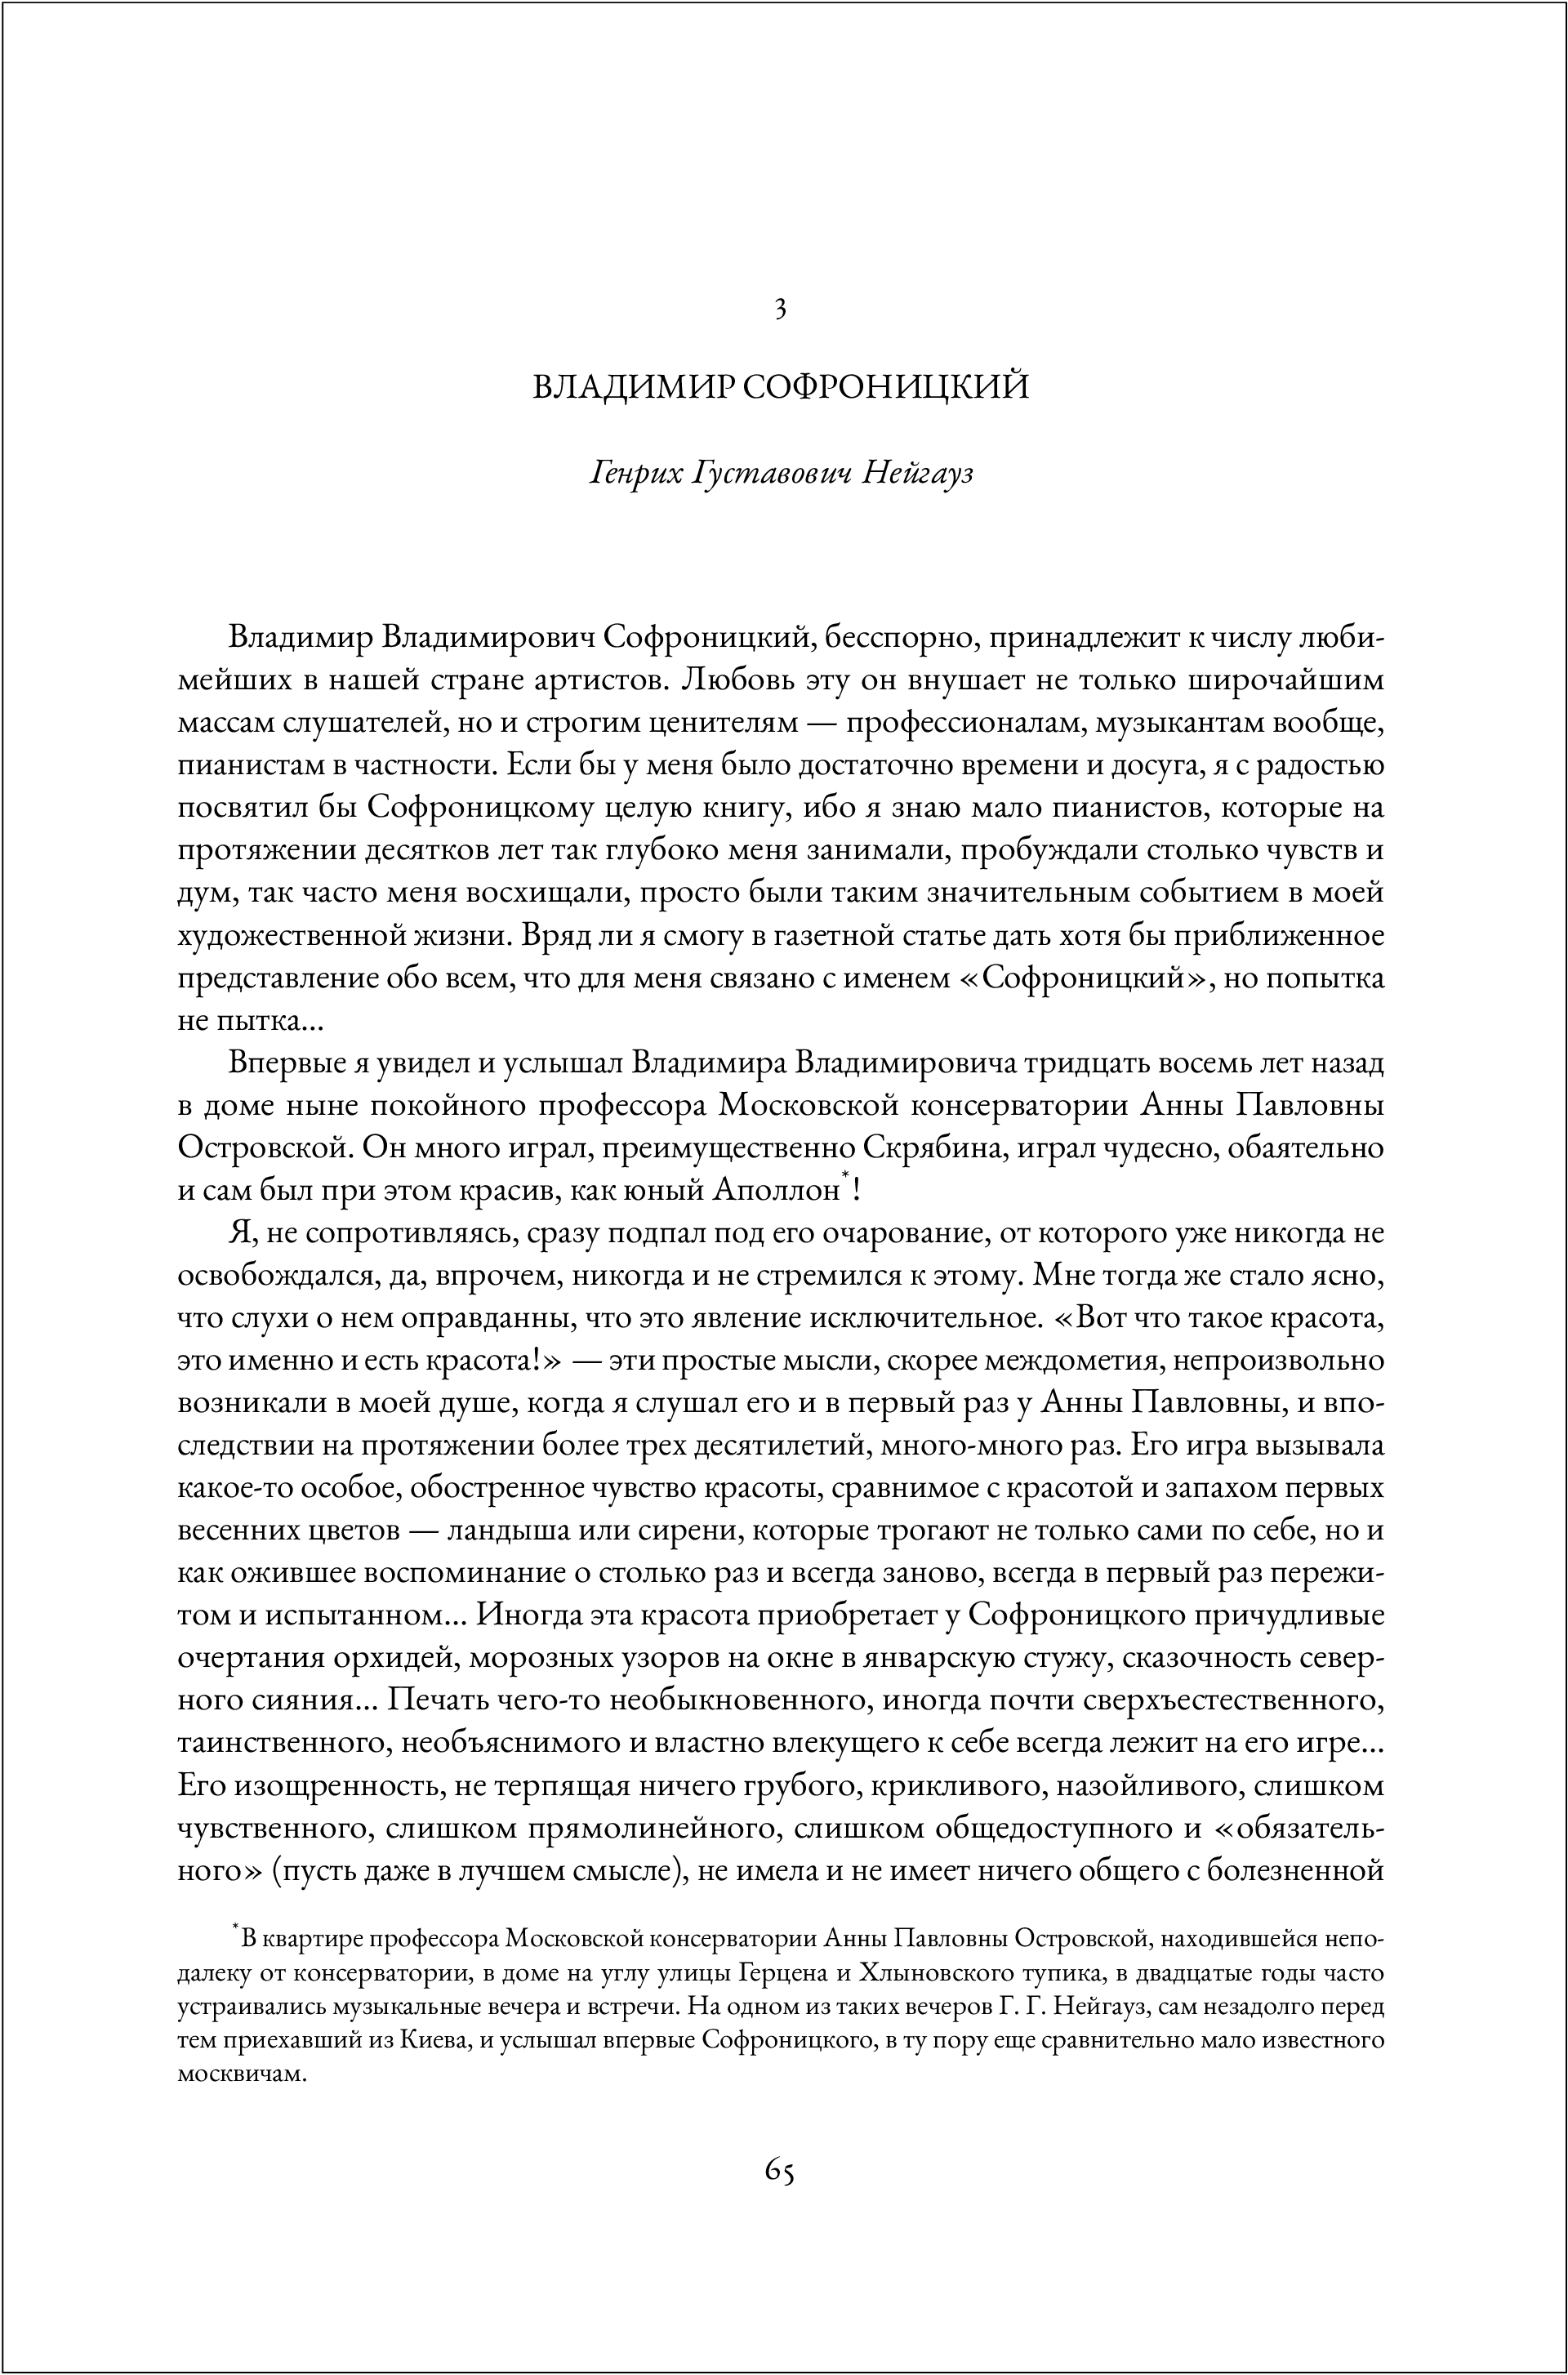 3
ВЛАДИМИР СОФРОНИЦКИЙ
Генрих Густавович Нейгауз
Владимир Владимирович Софроницкий, бесспорно, принадлежит к числу люби-
мейших в нашей стране артистов. Любовь эту он внушает не только широчайшим
массам слушателей, но и строгим ценителям — профессионалам, музыкантам вообще,
пианистам в частности. Если бы у меня было достаточно времени и досуга, я с радостью
посвятил бы Софроницкому целую книгу, ибо я знаю мало пианистов, которые на
протяжении десятков лет так глубоко меня занимали, пробуждали столько чувств и
дум, так часто меня восхищали, просто были таким значительным событием в моей
художественной жизни. Вряд ли я смогу в газетной статье дать хотя бы приближенное
представление обо всем, что для меня связано с именем «Софроницкий», но попытка
не пытка...
Впервые я увидел и услышал Владимира Владимировича тридцать восемь лет назад
в доме ныне покойного профессора Московской консерватории Анны Павловны
Островской. Он много играл, преимущественно Скрябина, играл чудесно, обаятельно
и сам был при этом красив, как юный Аполлон*!
Я, не сопротивляясь, сразу подпал под его очарование, от которого уже никогда не
освобождался, да, впрочем, никогда и не стремился к этому. Мне тогда же стало ясно,
что слухи о нем оправданны, что это явление исключительное. «Вот что такое красота,
это именно и есть красота!» — эти простые мысли, скорее междометия, непроизвольно
возникали в моей душе, когда я слушал его и в первый раз у Анны Павловны, и впо-
следствии на протяжении более трех десятилетий, много-много раз. Его игра вызывала
какое-то особое, обостренное чувство красоты, сравнимое с красотой и запахом первых
весенних цветов — ландыша или сирени, которые трогают не только сами по себе, но и
как ожившее воспоминание о столько раз и всегда заново, всегда в первый раз пережи-
том и испытанном... Иногда эта красота приобретает у Софроницкого причудливые
очертания орхидей, морозных узоров на окне в январскую стужу, сказочность север-
ного сияния... Печать чего-то необыкновенного, иногда почти сверхъестественного,
таинственного, необъяснимого и властно влекущего к себе всегда лежит на его игре...
Его изощренность, не терпящая ничего грубого, крикливого, назойливого, слишком
чувственного, слишком прямолинейного, слишком общедоступного и «обязатель-
ного» (пусть даже в лучшем смысле), не имела и не имеет ничего общего с болезненной
*В квартире профессора Московской консерватории Анны Павловны Островской, находившейся непо-
далеку от консерватории, в доме на углу улицы Герцена и Хлыновского тупика, в двадцатые годы часто
устраивались музыкальные вечера и встречи. На одном из таких вечеров Г. Г. Нейгауз, сам незадолго перед
тем приехавший из Киева, и услышал впервые Софроницкого, в ту пору еще сравнительно мало известного
москвичам.
65